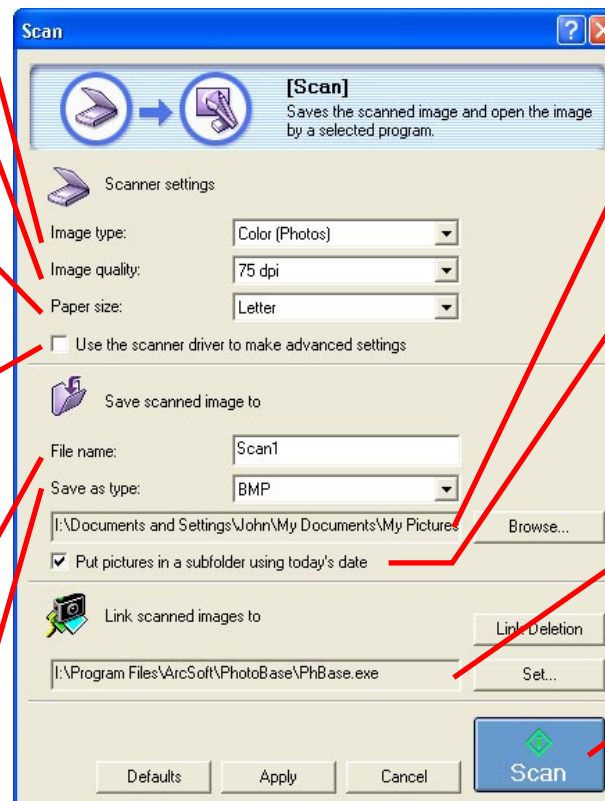 Scan
[Scan]
Saves the scanned image and open the image
by a selected program.
Scanner settings
Image type: Color (Photos)
Image quality: 75 dpi
Paper size: Letter
Use the scanner driver to make advanced settings
Save scanned image to
File name: Scan1
Save as type: BMP
I:\Documents and Settings\John\My Documents\My Pictures Browse...
Put pictures in a subfolder using today's date
Link scanned images to
Link Deletion
I:\Program Files\ArcSoft\PhotoBase\PhBase.exe Set...
Defaults Apply Cancel Scan